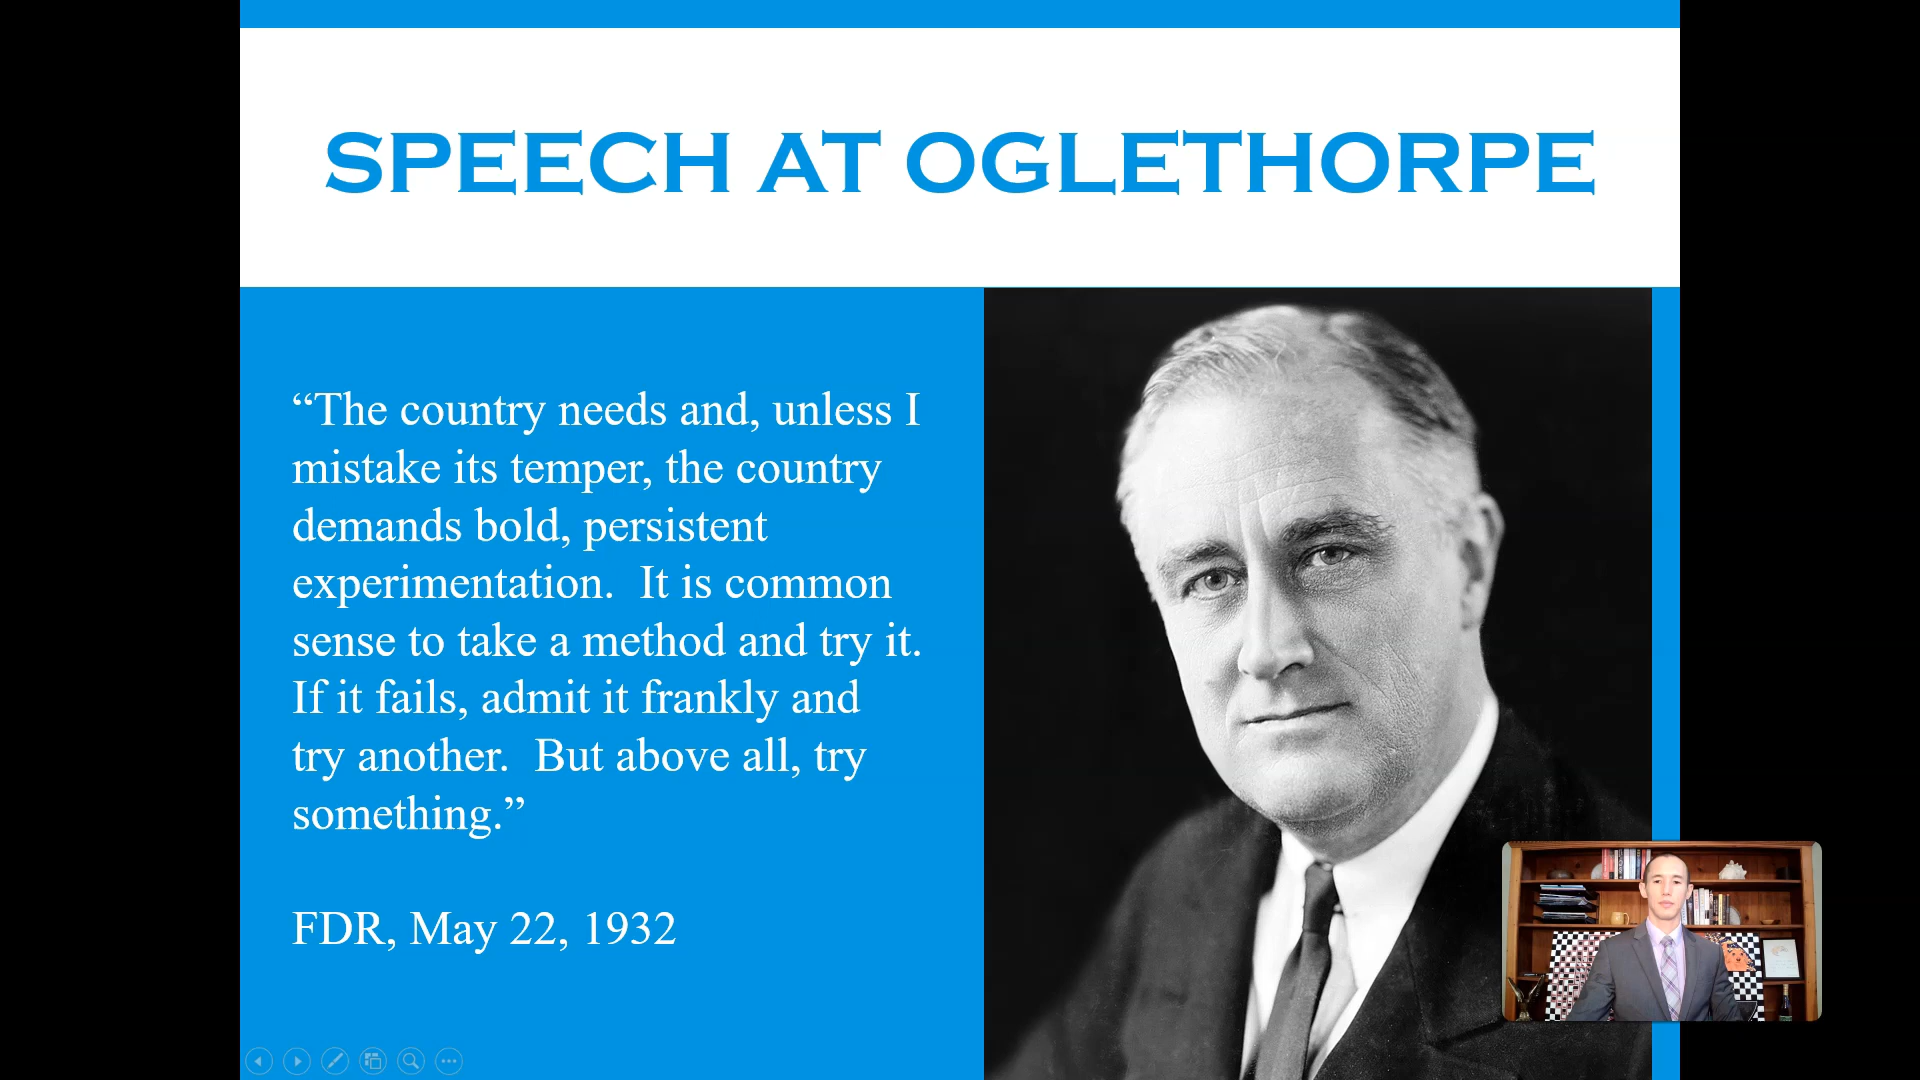 SPEECH AT OGLETHORPE
“The country needs and, unless I
mistake its temper, the country
demands bold, persistent
experimentation.  It is common
sense to take a method and try it.
If it fails, admit it frankly and
try another.  But above all, try
something.”
FDR, May 22, 1932